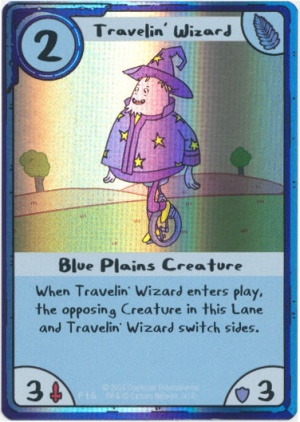 2
Travelin' Wizard
Blue Plains Creature
When Travelin' Wizard enters play,
the opposing Creature in this Lane
and Travelin' Wizard switch sides.
3
3